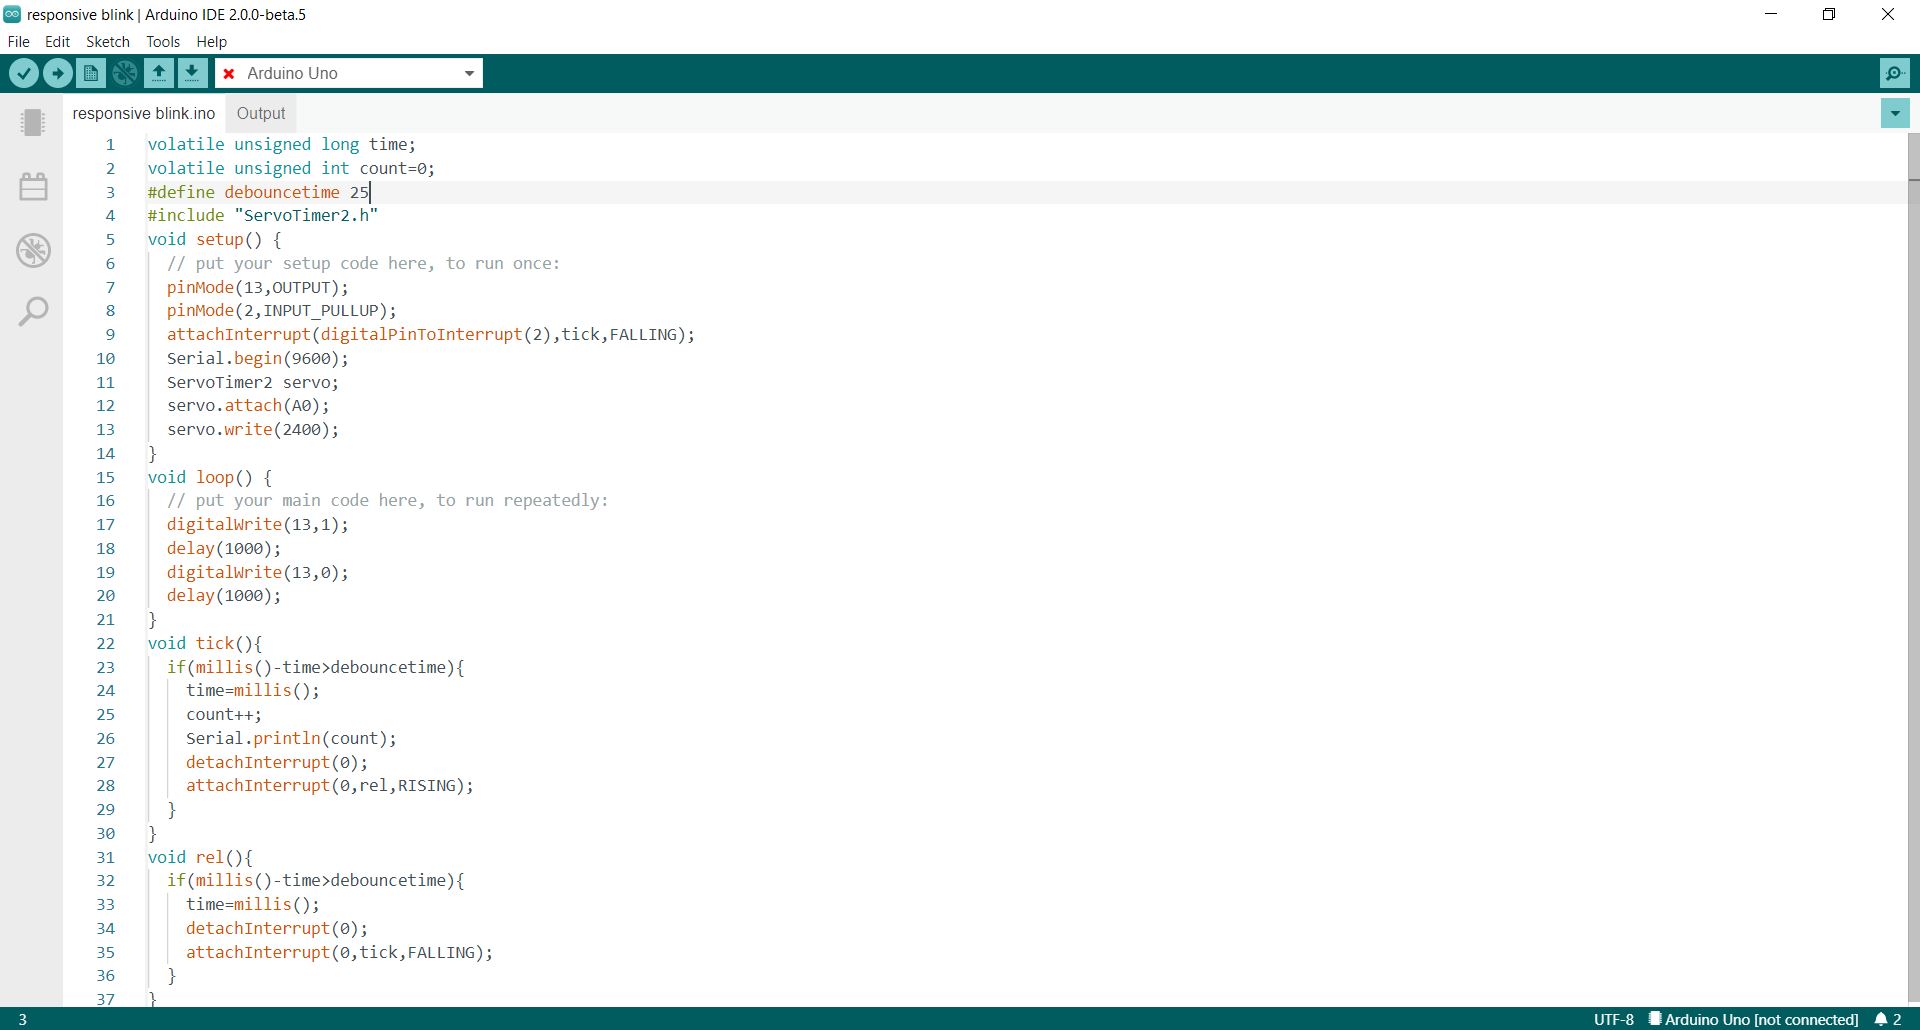 responsive blink | Arduino IDE 2.0.0-beta.5
File Edit Sketch Tools Help
Arduino Uno
responsive blink.ino Output
1 volatile unsigned long time;
2 volatile unsigned int count=0;
3 #define debouncetime 25
4 #include "ServoTimer2.h"
5 void setup() {
6 // put your setup code here, to run once:
7 pinMode(13,OUTPUT);
8 pinMode(2,INPUT_PULLUP);
9 attachInterrupt(digitalPinToInterrupt(2),tick,FALLING);
10 Serial.begin(9600);
11 ServoTimer2 servo;
12 servo.attach(A0);
13 servo.write(2400);
14 }
15 void loop() {
16 // put your main code here, to run repeatedly:
17 digitalWrite(13,1);
18 delay(1000);
19 digitalWrite(13,0);
20 delay(1000);
21 }
22 void tick(){
23 if(millis()-time>debouncetime){
24 time=millis();
25 count++;
26 Serial.println(count);
27 detachInterrupt(0);
28 attachInterrupt(0,rel,RISING);
29 }
30 }
31 void rel(){
32 if(millis()-time>debouncetime){
33 time=millis();
34 detachInterrupt(0);
35 attachInterrupt(0,tick,FALLING);
36 }
37 }
3 UTF-8 Arduino Uno [not connected] 2